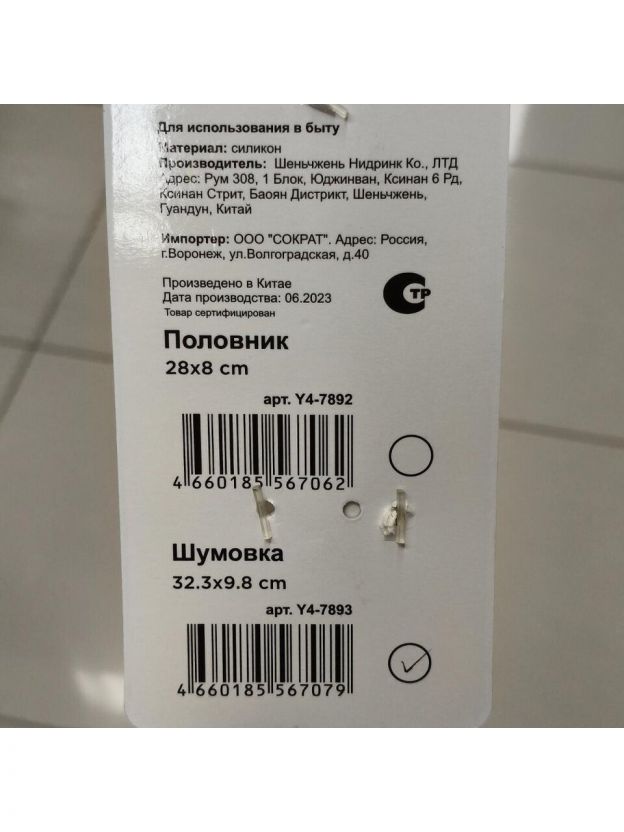 Для использования в быту
Материал: силикон
Производитель: Шеньчжень Нидринк Ко., ЛТД
Адрес: Рум 308, 1 Блок, Юджинван, Ксинан 6 Рд,
Ксинан Стрит, Баоян Дистрикт, Шеньчжень,
Гуандун, Китай
Импортер: ООО "СОКРАТ". Адрес: Россия,
г.Воронеж, ул.Волгоградская, д.40
Произведено в Китае
Дата производства: 06.2023
Товар сертифицирован
СТР
Половник
28x8 cm
арт. Y4-7892
4 660185 567062
Шумовка
32.3x9.8 cm
арт. Y4-7893
4 660185 567079